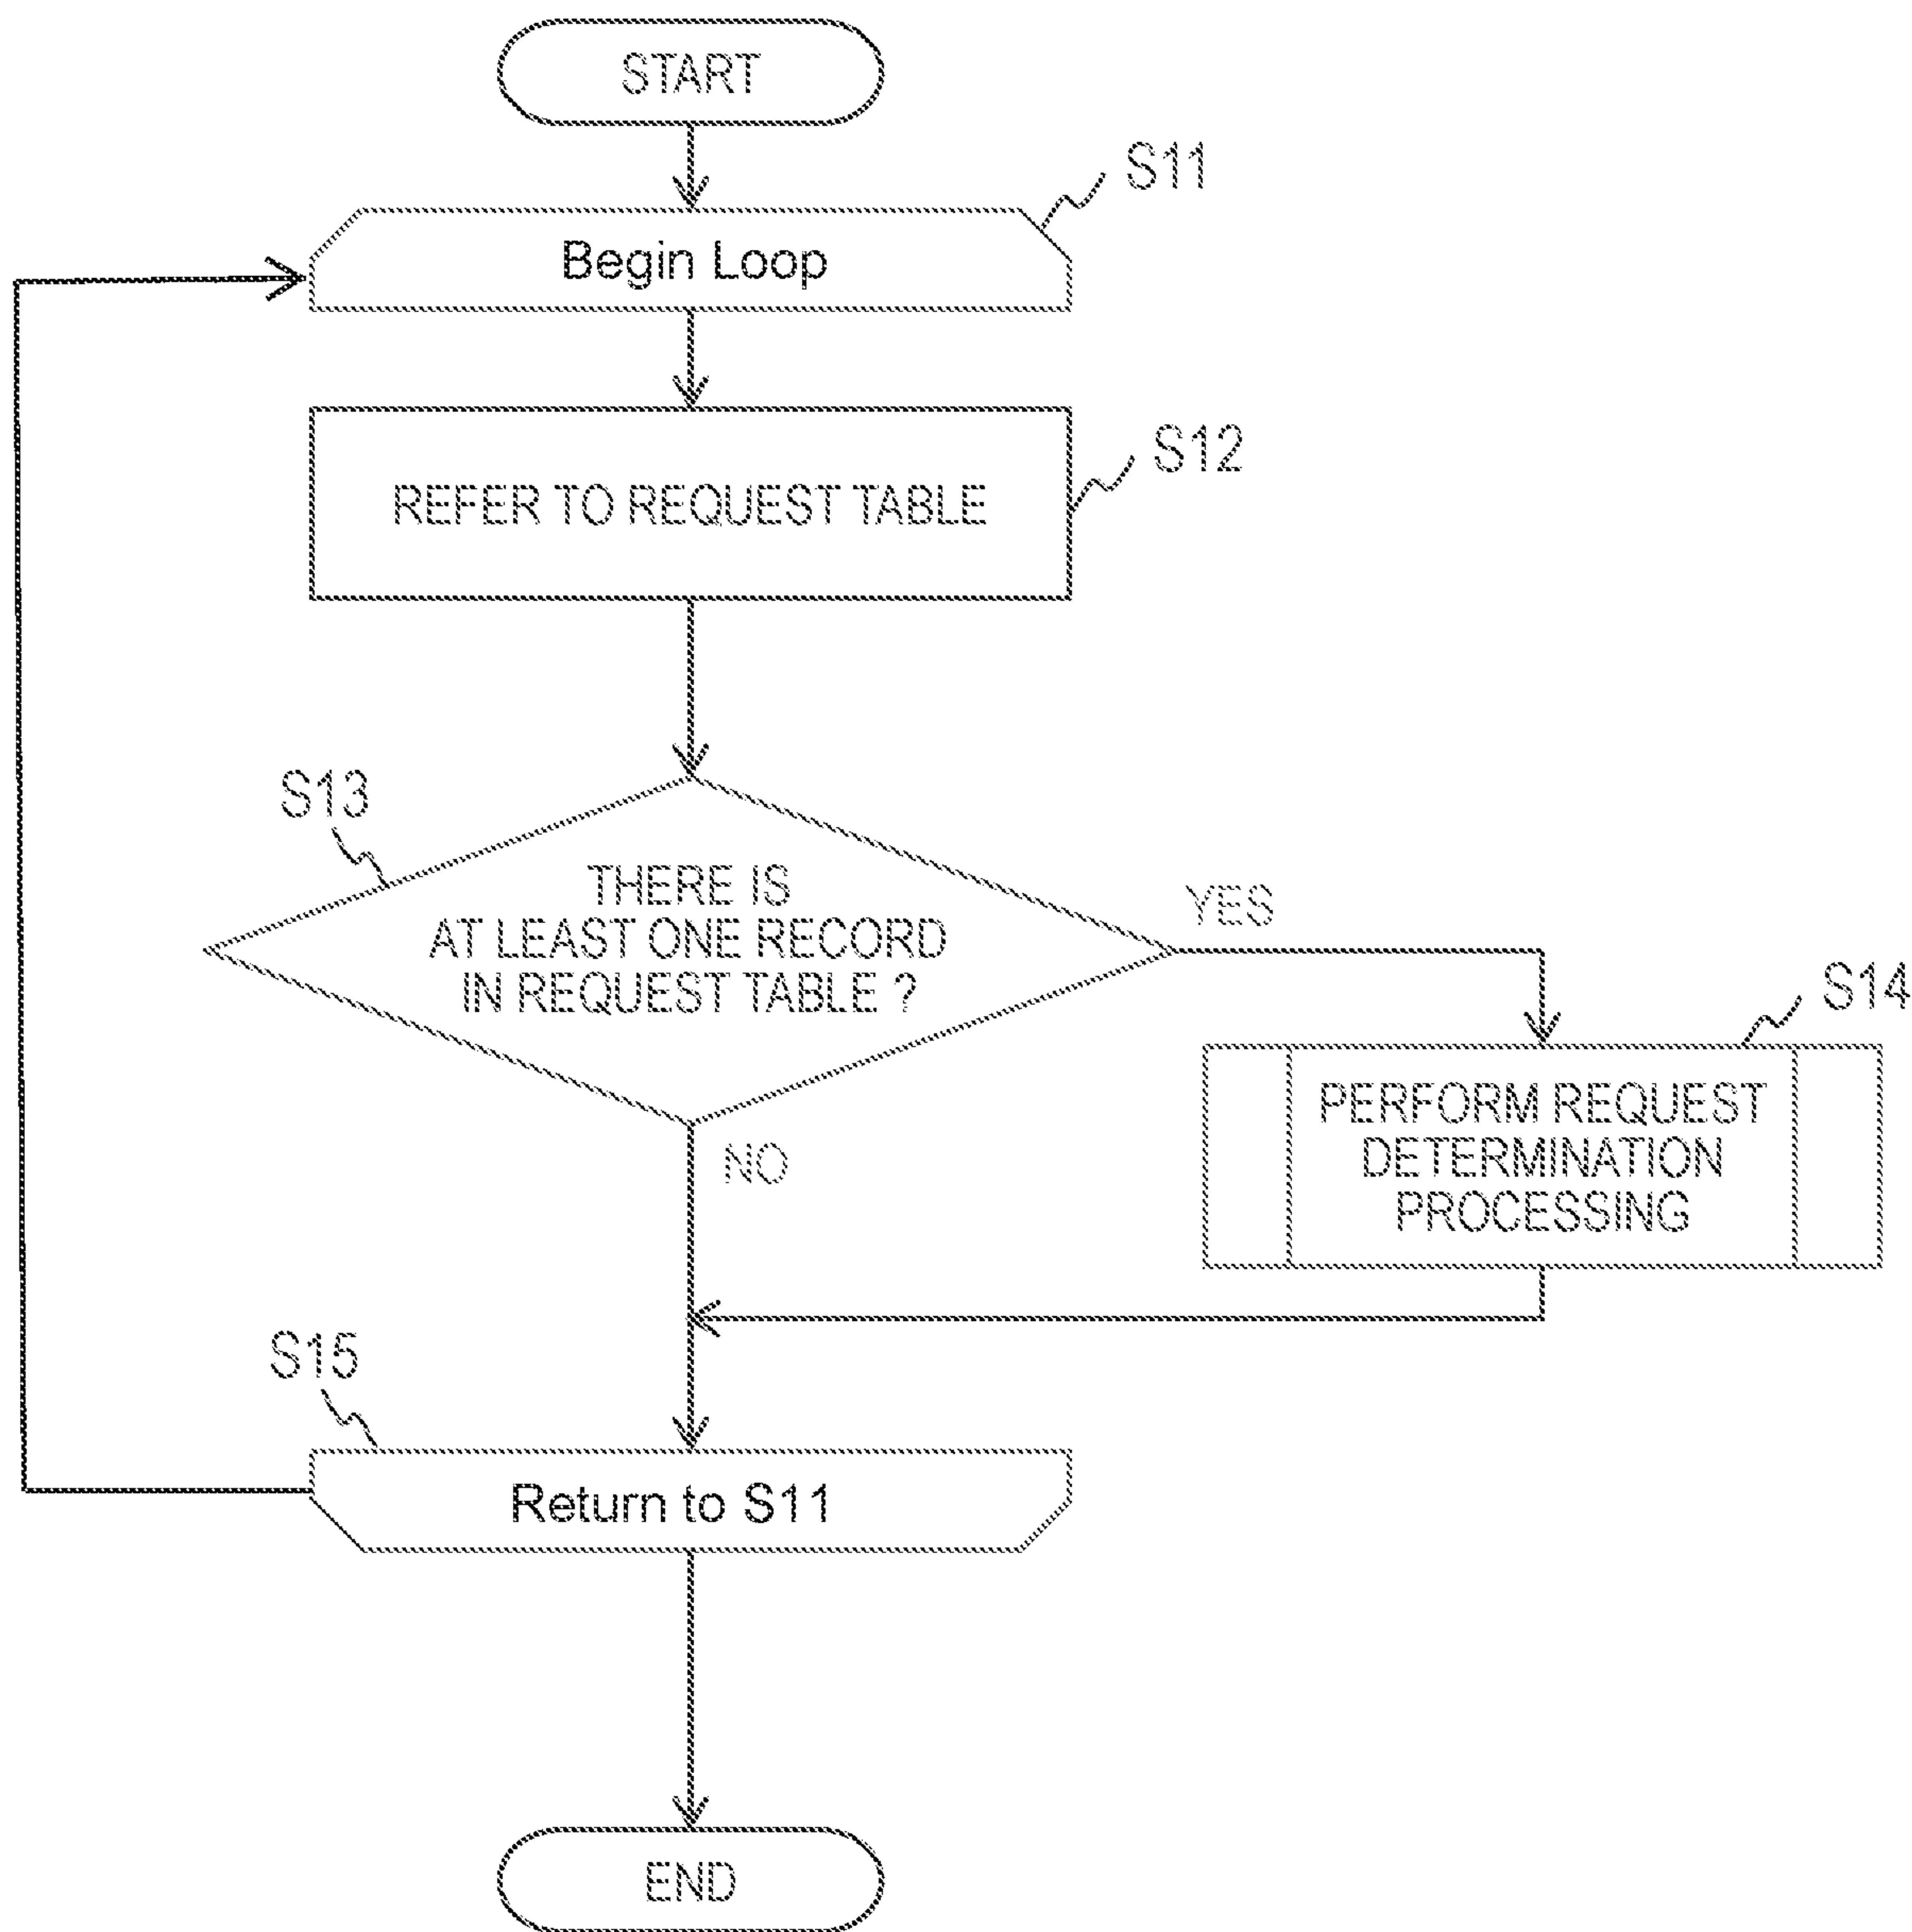 START
S11
Begin Loop
S12
REFER TO REQUEST TABLE
S13
THERE IS
AT LEAST ONE RECORD
IN REQUEST TABLE ?
YES
S14
PERFORM REQUEST
DETERMINATION
PROCESSING
NO
S15
Return to S11
END